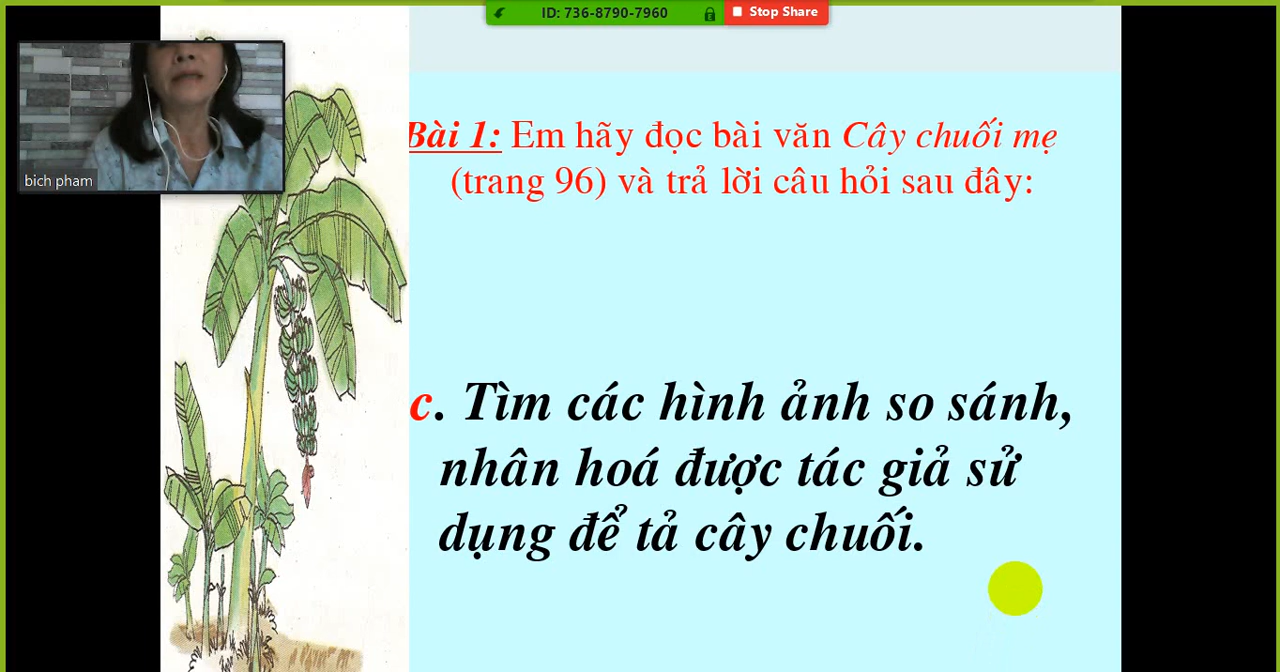 ID: 736-8790-7960
Stop Share
bich pham
Bài 1: Em hãy đọc bài văn Cây chuối mẹ
(trang 96) và trả lời câu hỏi sau đây:
c. Tìm các hình ảnh so sánh,
nhân hoá được tác giả sử
dụng để tả cây chuối.